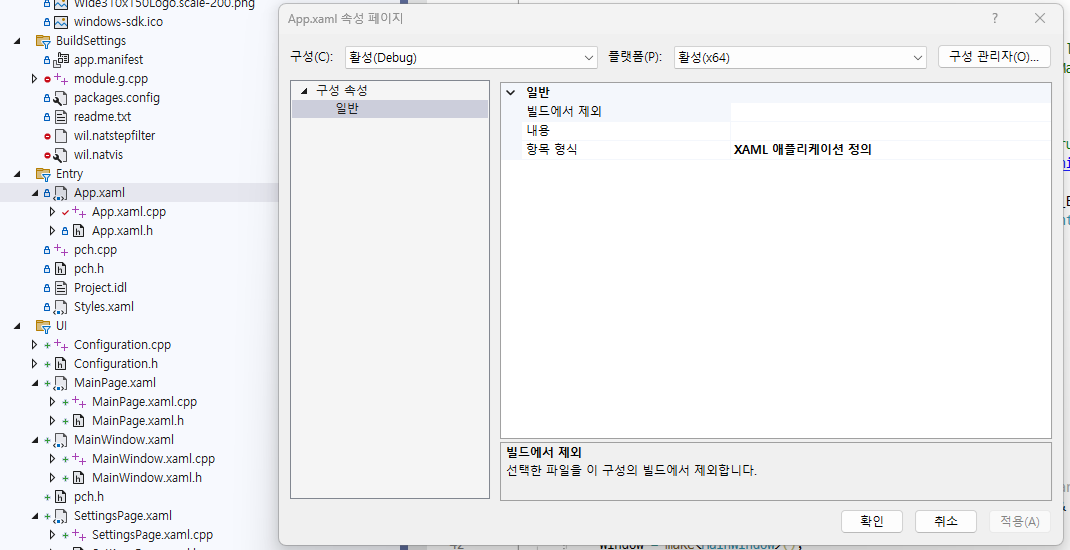 Wide310x150Logo.scale-200.png
windows-sdk.ico
BuildSettings
app.manifest
module.g.cpp
packages.config
readme.txt
wil.natstepfilter
wil.natvis
Entry
App.xaml
App.xaml.cpp
App.xaml.h
pch.cpp
pch.h
Project.idl
Styles.xaml
UI
Configuration.cpp
Configuration.h
MainPage.xaml
MainPage.xaml.cpp
MainPage.xaml.h
MainWindow.xaml
MainWindow.xaml.cpp
MainWindow.xaml.h
pch.h
SettingsPage.xaml
SettingsPage.xaml.cpp
App.xaml 속성 페이지
?
구성(C): 활성(Debug) 플랫폼(P): 활성(x64) 구성 관리자(O)...
구성 속성
일반
일반
빌드에서 제외
내용
항목 형식 XAML 애플리케이션 정의
빌드에서 제외
선택한 파일을 이 구성의 빌드에서 제외합니다.
확인 취소 적용(A)